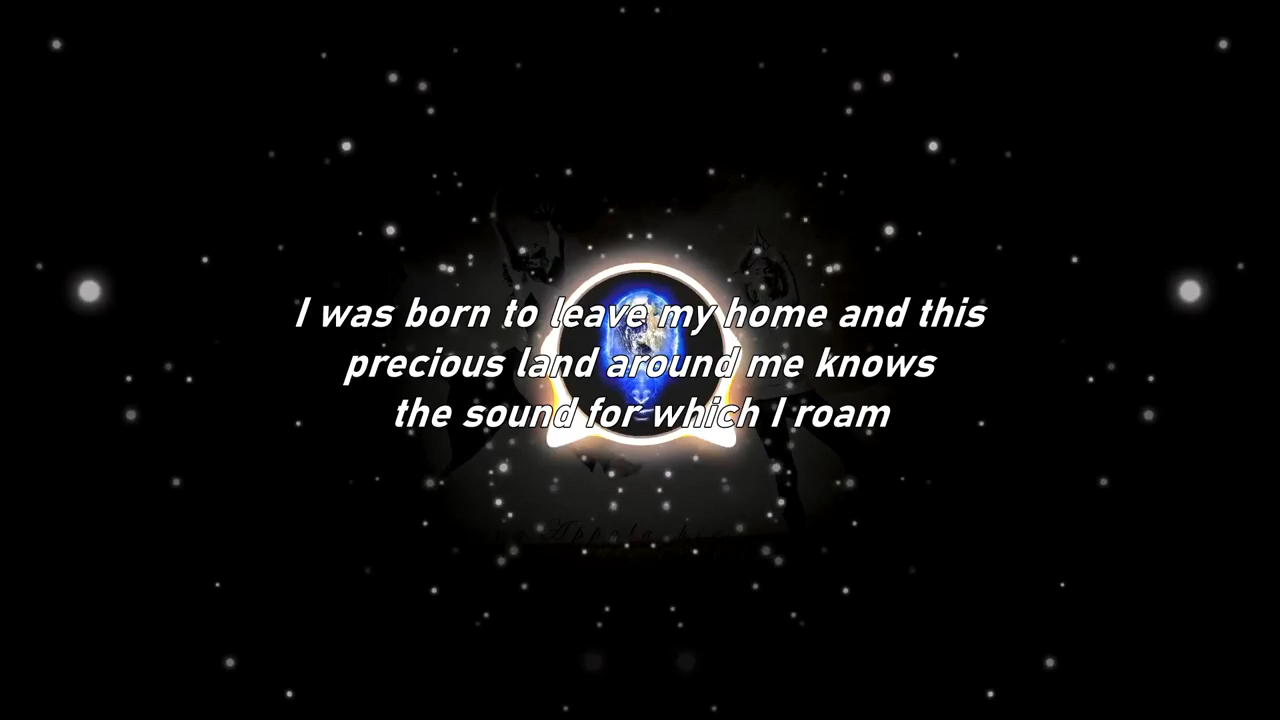 I was born to leave my home and this
precious land around me knows
the sound for which I roam